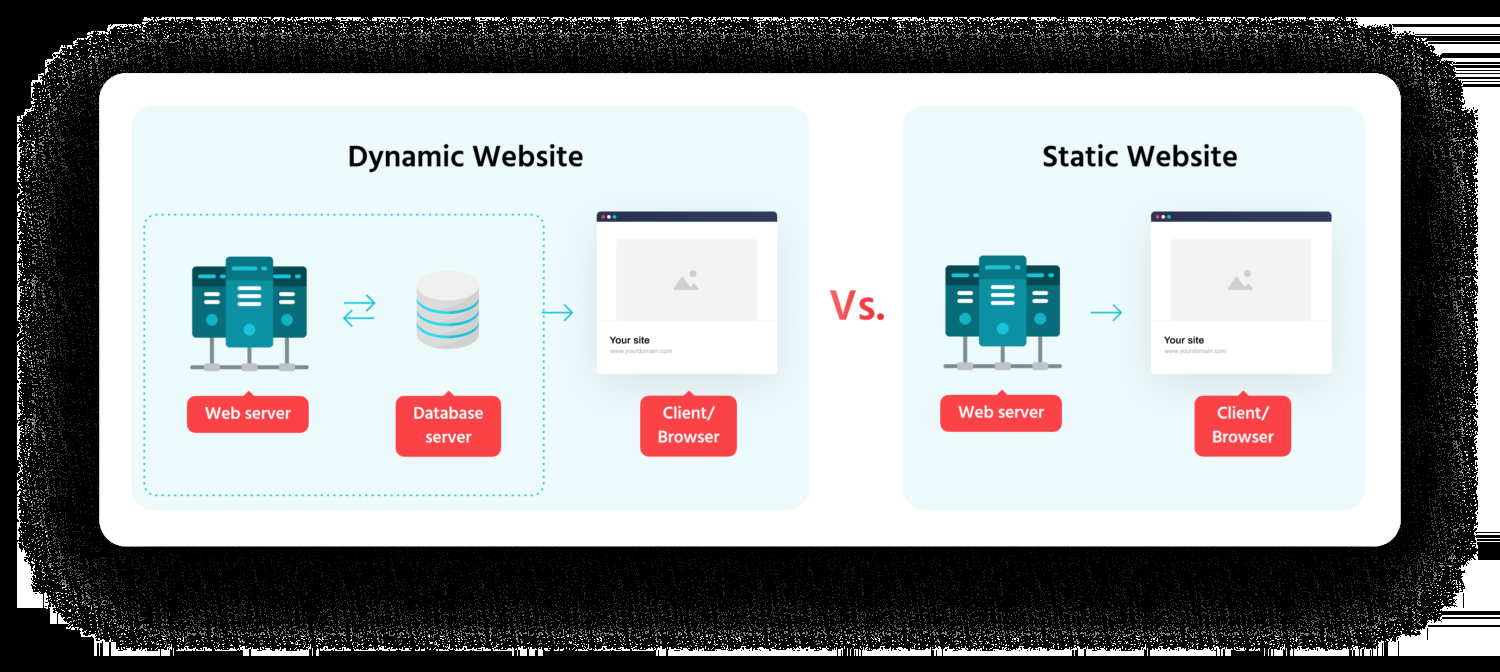 Dynamic Website
Your site
www.yourdomain.com
Web server
Database
server
Client/
Browser
Vs.
Static Website
Your site
www.yourdomain.com
Web server
Client/
Browser